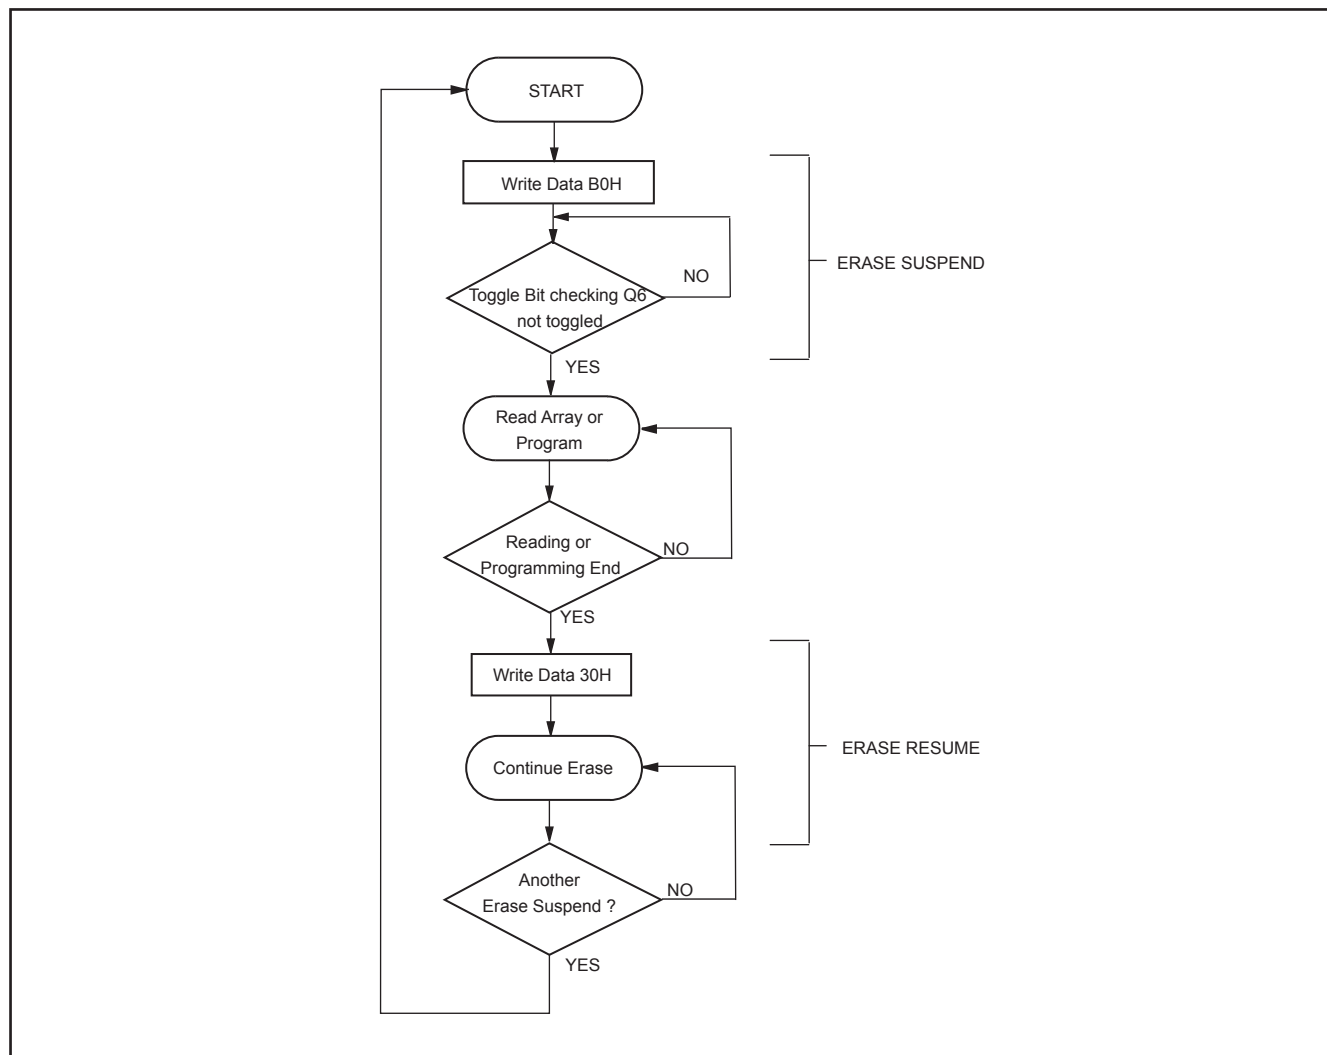 START
Write Data B0H
ERASE SUSPEND
NO
Toggle Bit checking Q6
not toggled
YES
Read Array or
Program
Reading or
Programming End
NO
YES
Write Data 30H
ERASE RESUME
Continue Erase
Another
Erase Suspend ?
NO
YES